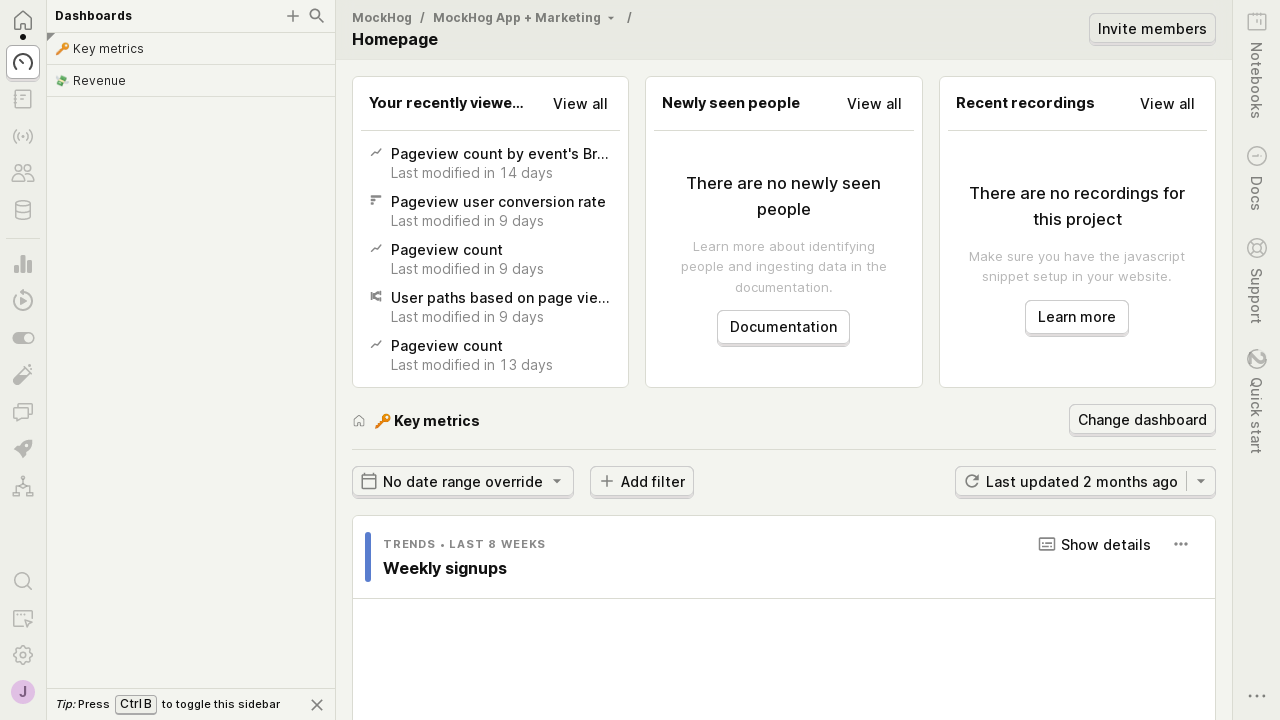 Dashboards
🔑 Key metrics
💸 Revenue
Tip: Press Ctrl B to toggle this sidebar
J
MockHog / MockHog App + Marketing /
Homepage
Invite members
Your recently viewe...
View all
Pageview count by event's Br...
Last modified in 14 days
Pageview user conversion rate
Last modified in 9 days
Pageview count
Last modified in 9 days
User paths based on page vie...
Last modified in 9 days
Pageview count
Last modified in 13 days
Newly seen people
View all
There are no newly seen
people
Learn more about identifying
people and ingesting data in the
documentation.
Documentation
Recent recordings
View all
There are no recordings for
this project
Make sure you have the javascript
snippet setup in your website.
Learn more
🔑 Key metrics
Change dashboard
No date range override
Add filter
Last updated 2 months ago
TRENDS • LAST 8 WEEKS
Weekly signups
Show details
Notebooks
Docs
Support
Quick start